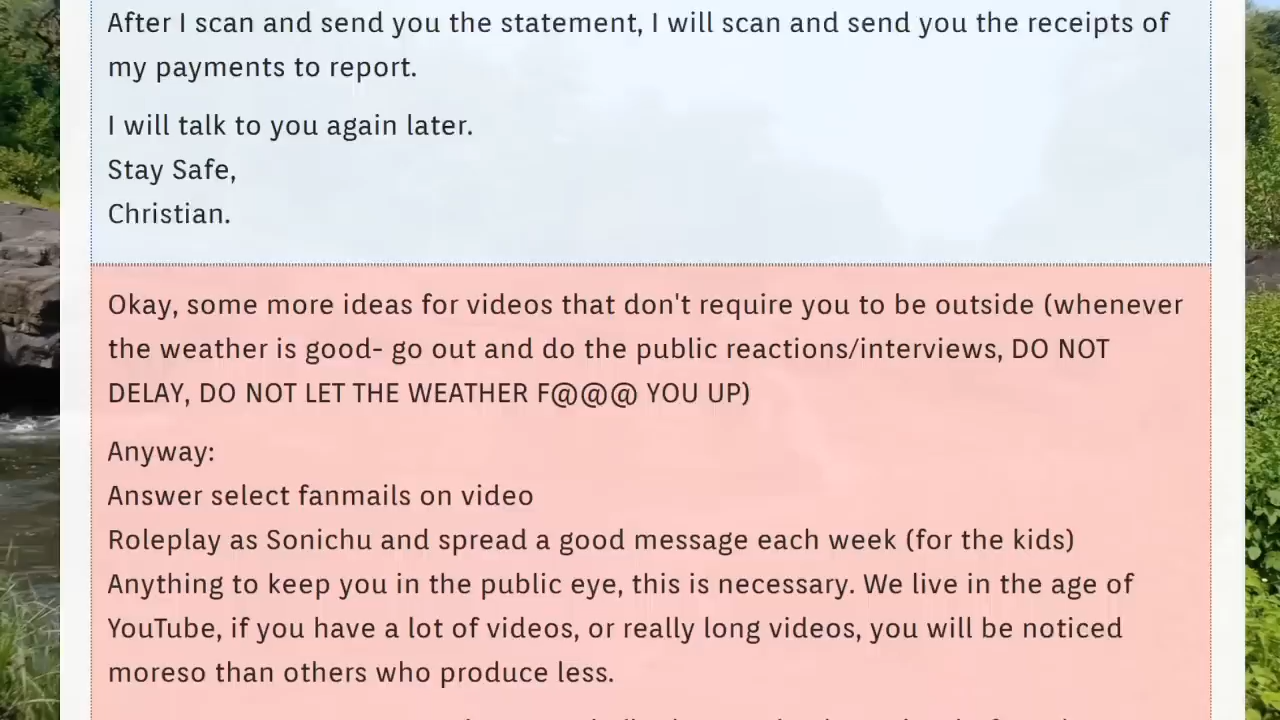 After I scan and send you the statement, I will scan and send you the receipts of
my payments to report.
I will talk to you again later.
Stay Safe,
Christian.
Okay, some more ideas for videos that don't require you to be outside (whenever
the weather is good- go out and do the public reactions/interviews, DO NOT
DELAY, DO NOT LET THE WEATHER F@@@ YOU UP)
Anyway:
Answer select fanmails on video
Roleplay as Sonichu and spread a good message each week (for the kids)
Anything to keep you in the public eye, this is necessary. We live in the age of
YouTube, if you have a lot of videos, or really long videos, you will be noticed
moreso than others who produce less.